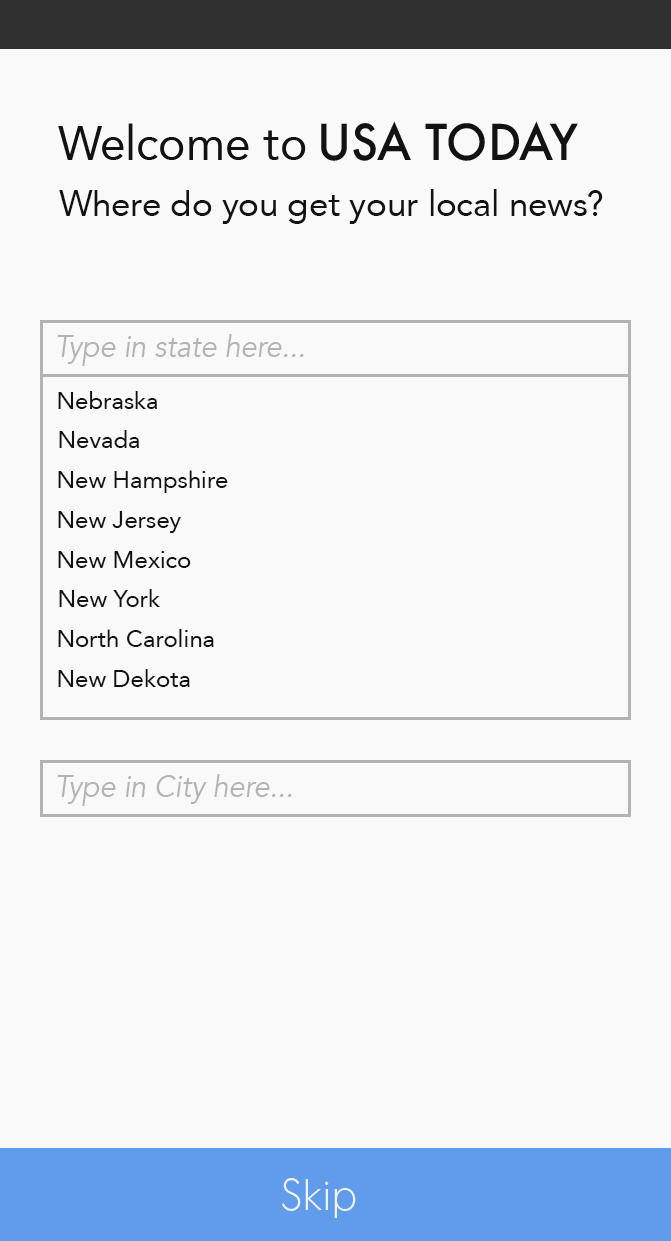 Welcome to USA TODAY
Where do you get your local news?
Type in state here...
Nebraska
Nevada
New Hampshire
New Jersey
New Mexico
New York
North Carolina
New Dekota
Type in City here...
Skip